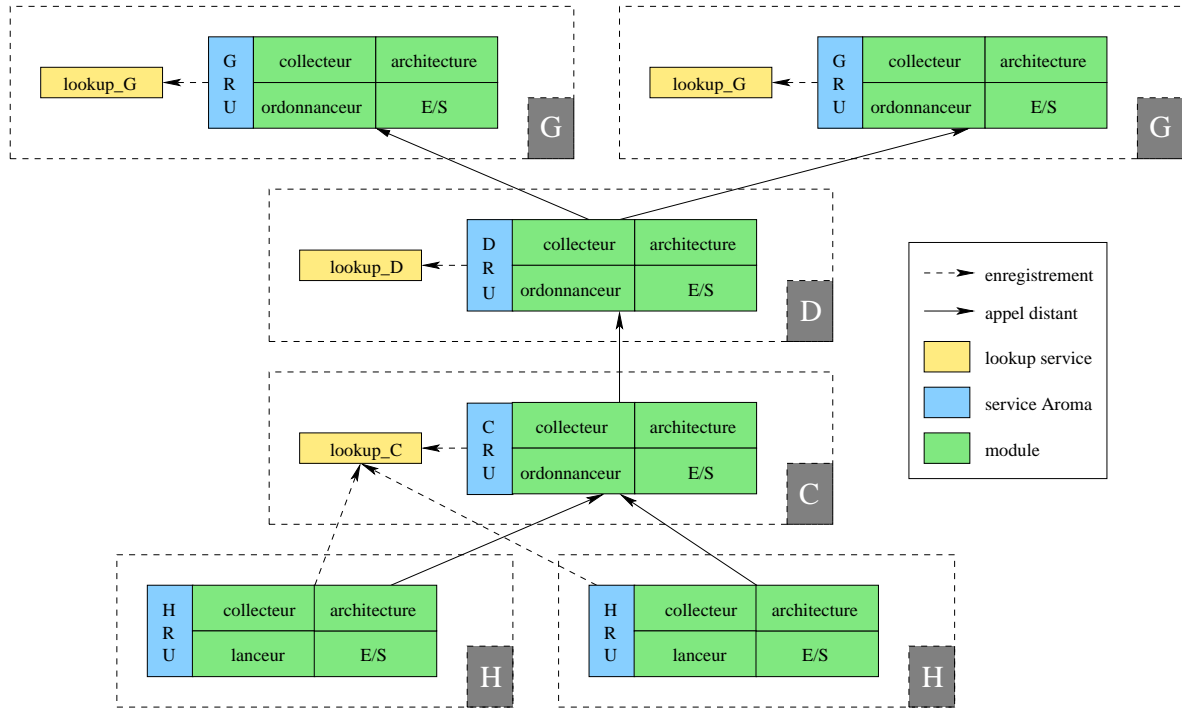 G
R
U
collecteur
architecture
ordonnanceur
E/S
lookup_G
G
G
R
U
collecteur
architecture
ordonnanceur
E/S
lookup_G
G
D
R
U
collecteur
architecture
ordonnanceur
E/S
lookup_D
D
C
R
U
collecteur
architecture
ordonnanceur
E/S
lookup_C
C
H
R
U
collecteur
architecture
lanceur
E/S
H
H
R
U
collecteur
architecture
lanceur
E/S
H
enregistrement
appel distant
lookup service
service Aroma
module